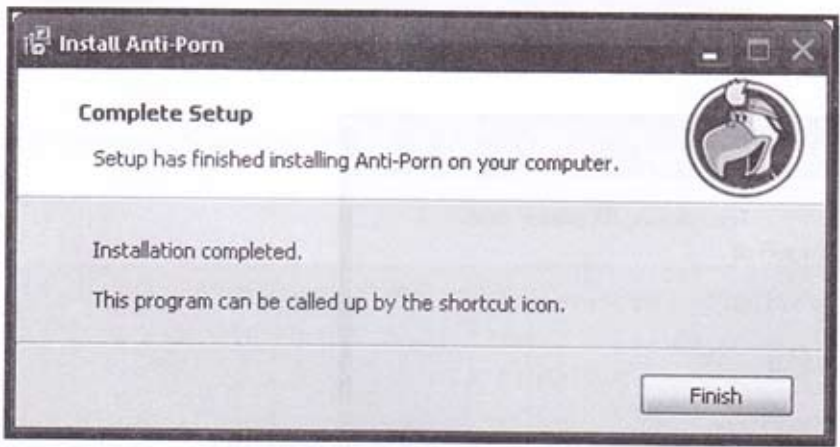 Install Anti-Porn
Complete Setup
Setup has finished installing Anti-Porn on your computer.
Installation completed.
This program can be called up by the shortcut icon.
Finish